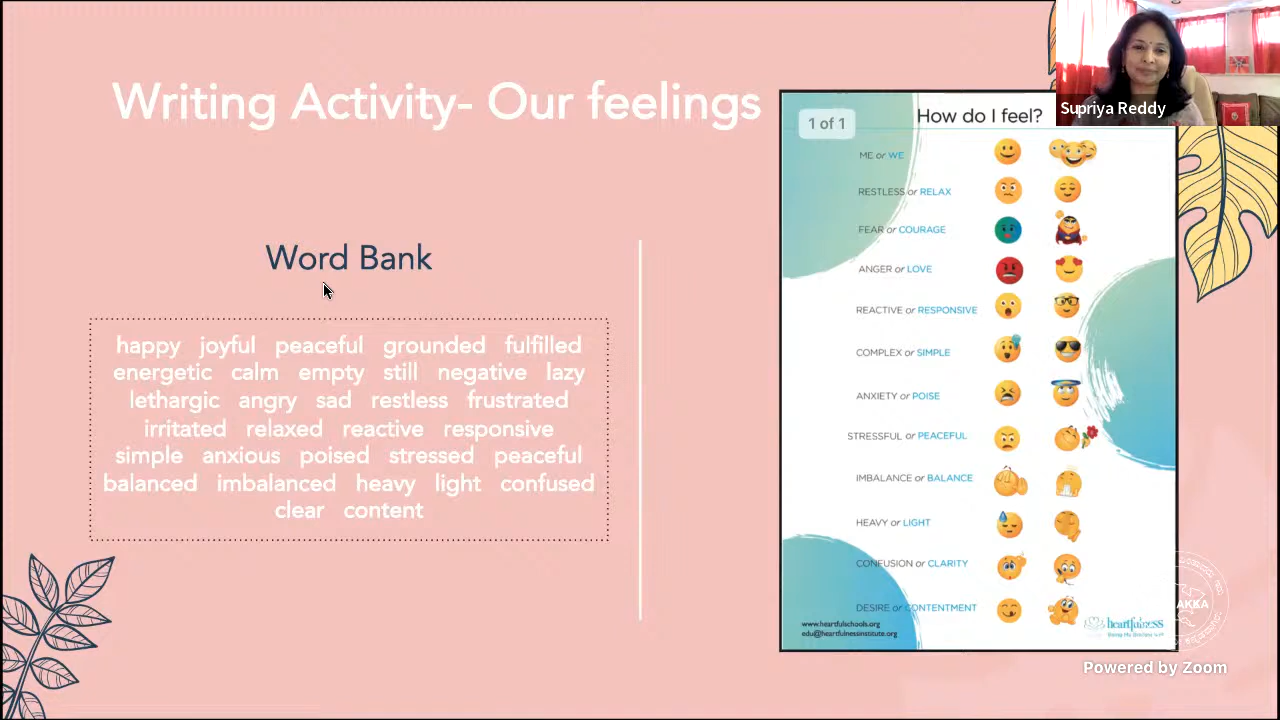 Writing Activity- Our feelings
Word Bank
happy joyful peaceful grounded fulfilled
energetic calm empty still negative lazy
lethargic angry sad restless frustrated
irritated relaxed reactive responsive
simple anxious poised stressed peaceful
balanced imbalanced heavy light confused
clear content
1 of 1
How do I feel?
ME or WE
RESTLESS or RELAX
FEAR or COURAGE
ANGER or LOVE
REACTIVE or RESPONSIVE
COMPLEX or SIMPLE
ANXIETY or POISE
STRESSFUL or PEACEFUL
IMBALANCE or BALANCE
HEAVY or LIGHT
CONFUSION or CLARITY
DESIRE or CONTENTMENT
www.heartfulschools.org
edu@heartfulnessinstitute.org
heartfulness
Supriya Reddy
AKKA
Powered by Zoom